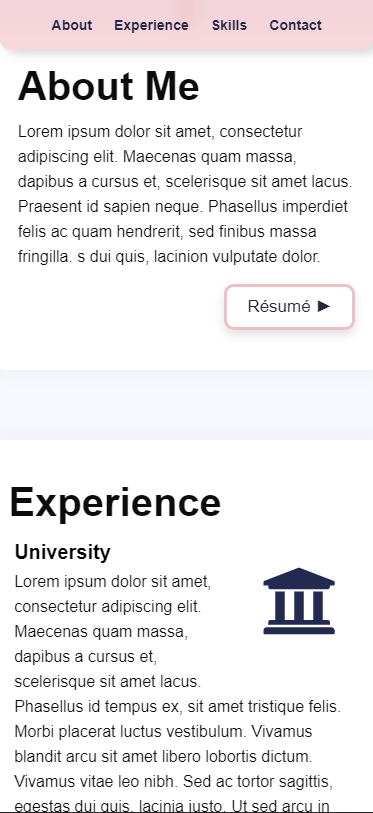 About Experience Skills Contact
About Me
Lorem ipsum dolor sit amet, consectetur
adipiscing elit. Maecenas quam massa,
dapibus a cursus et, scelerisque sit amet lacus.
Praesent id sapien neque. Phasellus imperdiet
felis ac quam hendrerit, sed finibus massa
fringilla. s dui quis, lacinion vulputate dolor.
Résumé ►
Experience
University
Lorem ipsum dolor sit amet,
consectetur adipiscing elit.
Maecenas quam massa,
dapibus a cursus et,
scelerisque sit amet lacus.
Phasellus id tempus ex, sit amet tristique felis.
Morbi placerat luctus vestibulum. Vivamus
blandit arcu sit amet libero lobortis dictum.
Vivamus vitae leo nibh. Sed ac tortor sagittis,
egestas dui quis, lacinia justo. Ut sed arcu in